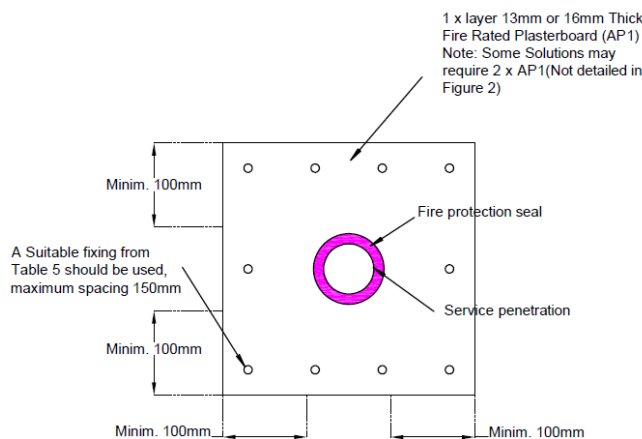 1 x layer 13mm or 16mm Thick
Fire Rated Plasterboard (AP1)
Note: Some Solutions may
require 2 x AP1(Not detailed in
Figure 2)
Minim. 100mm
Fire protection seal
A Suitable fixing from
Table 5 should be used,
maximum spacing 150mm
Service penetration
Minim. 100mm
Minim. 100mm
Minim. 100mm